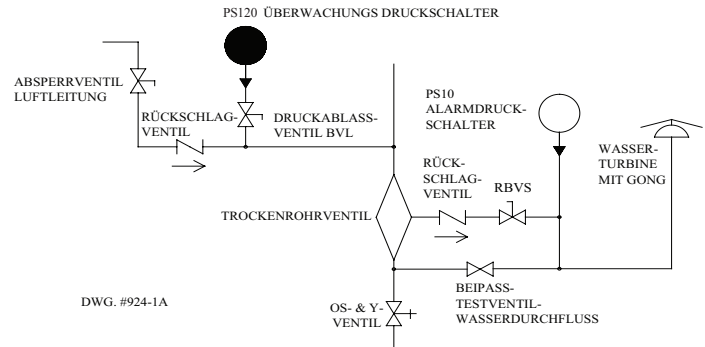 PS120 ÜBERWACHUNGS DRUCKSCHALTER
ABSPERRVENTIL
LUFTLEITUNG
RÜCKSCHLAG-
VENTIL
DRUCKABLASS-
VENTIL BVL
PS10
ALARMDRUCK-
SCHALTER
WASSER-
TURBINE
MIT GONG
RÜCK-
SCHLAG-
VENTIL
RBVS
TROCKENROHRVENTIL
BEIPASS-
TESTVENTIL-
WASSERDURCHFLUSS
OS- & Y-
VENTIL
DWG. #924-1A